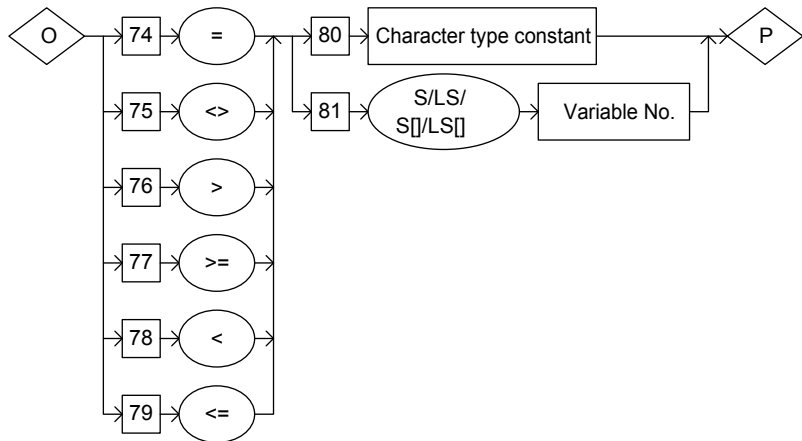 O
74
=
80
Character type constant
P
75
<>
81
S/LS/
S[]/LS[]
Variable No.
76
>
77
>=
78
<
79
<=